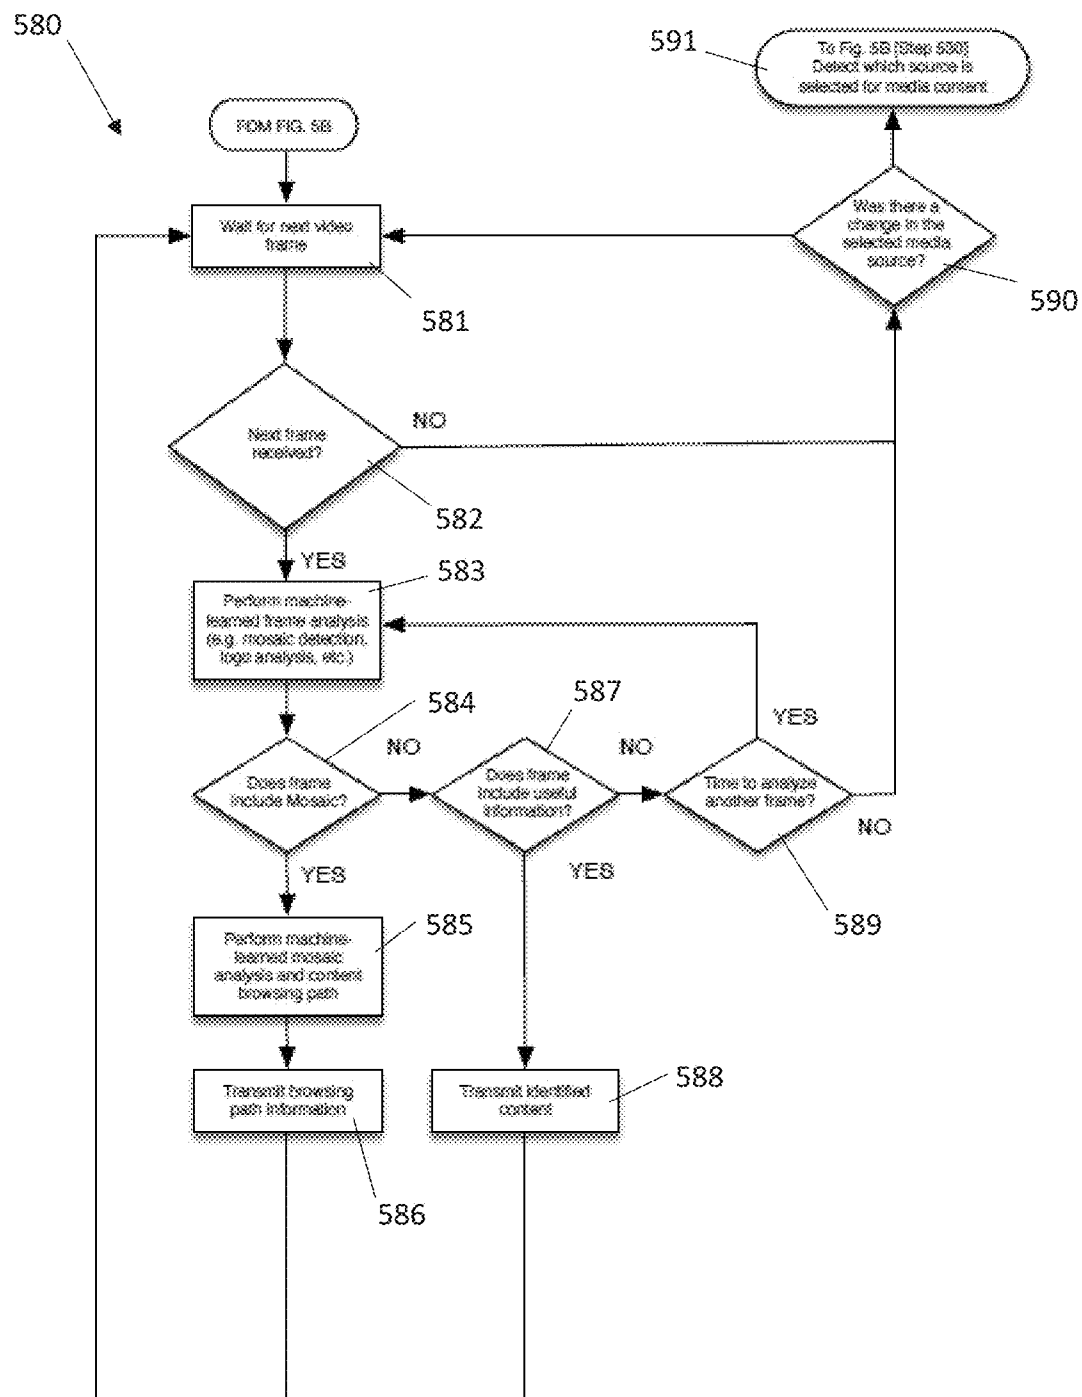 580
591
To Fig. 5B [Step 550]
Detect which source is
selected for media content
FOM FIG. 5B
Wait for next video
frame
581
Was there a
change in the
selected media
source?
590
Next frame
received?
NO
582
YES
583
Perform machine-
learned frame analysis
(e.g. mosaic detection,
logo analysis, etc.)
584
587
YES
NO
NO
Does frame
include Mosaic?
Does frame
include useful
information?
Time to analyze
another frame?
NO
YES
YES
589
585
Perform machine-
learned mosaic
analysis and content
browsing path
588
Transmit browsing
path information
Transmit identified
content
586